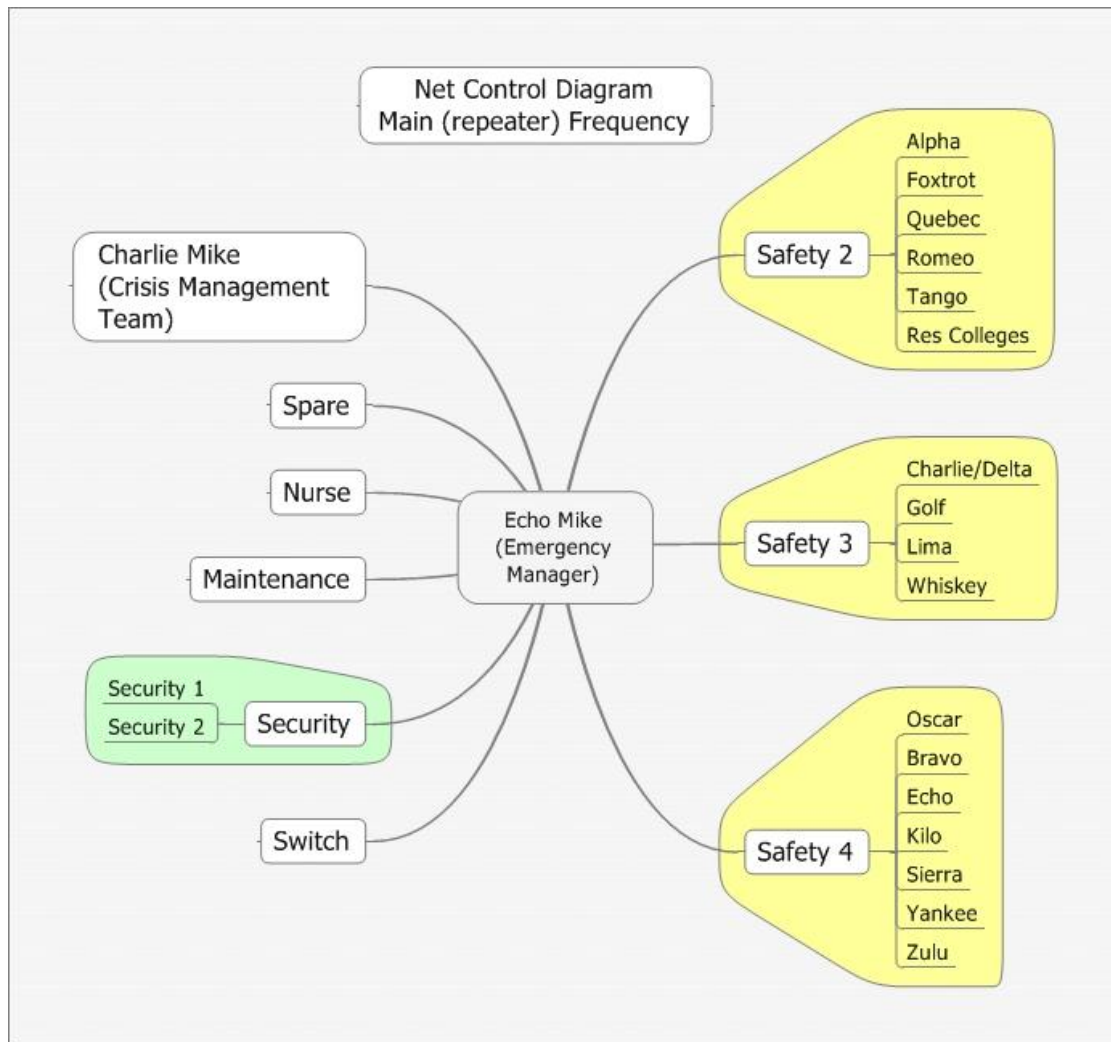 Net Control Diagram
Main (repeater) Frequency
Charlie Mike
(Crisis Management
Team)
Spare
Nurse
Maintenance
Security 1
Security 2
Security
Switch
Echo Mike
(Emergency
Manager)
Safety 2
Alpha
Foxtrot
Quebec
Romeo
Tango
Res Colleges
Safety 3
Charlie/Delta
Golf
Lima
Whiskey
Safety 4
Oscar
Bravo
Echo
Kilo
Sierra
Yankee
Zulu